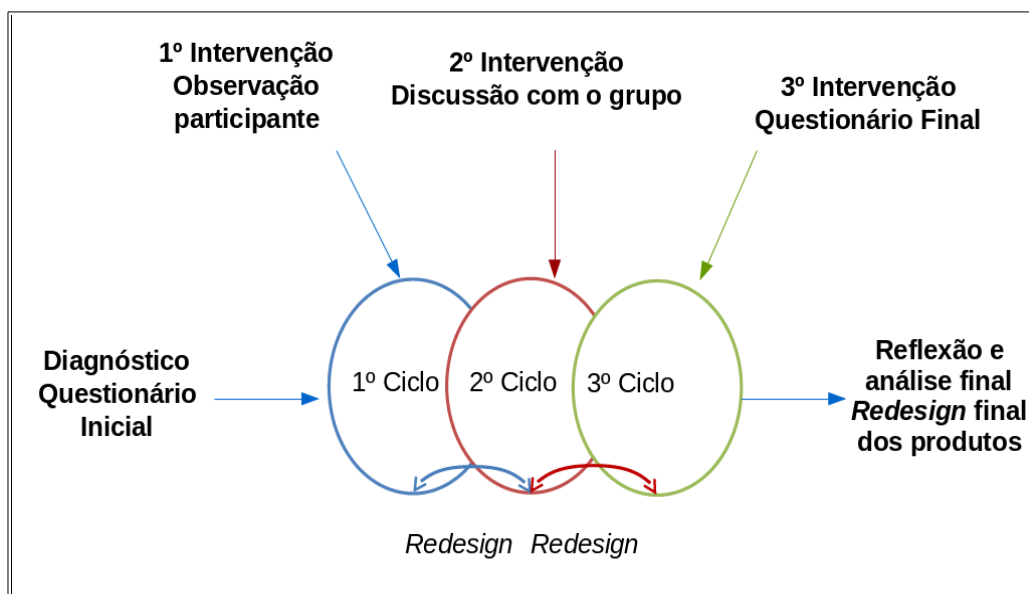 1º Intervenção
Observação
participante
2º Intervenção
Discussão com o grupo
3º Intervenção
Questionário Final
Diagnóstico
Questionário
Inicial
1º Ciclo
2º Ciclo
3º Ciclo
Reflexão e
análise final
Redesign final
dos produtos
Redesign
Redesign